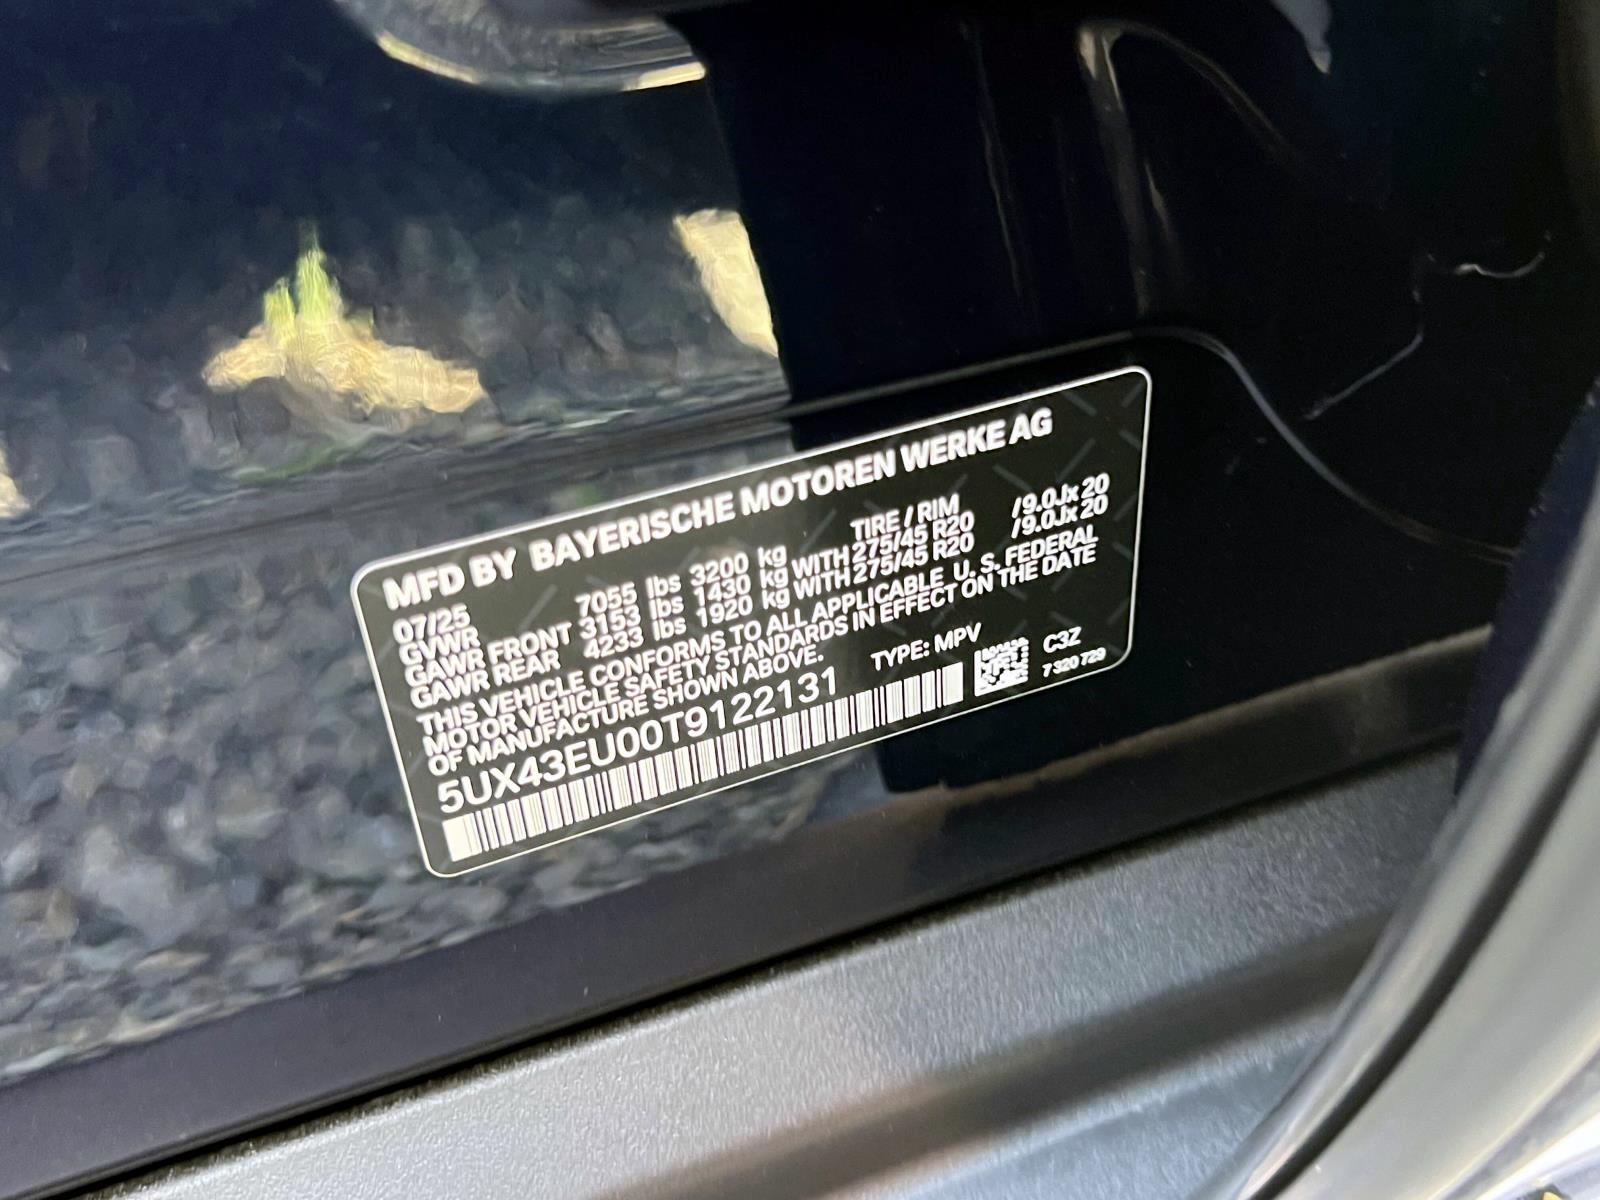 MFD BY BAYERISCHE MOTOREN WERKE AG
07/25 TIRE / RIM
GVWR 7055 lbs 3200 kg
GAWR FRONT 3153 lbs 1430 kg WITH 275/45 R20 /9.0Jx20
GAWR REAR 4233 lbs 1920 kg WITH 275/45 R20 /9.0Jx20
THIS VEHICLE CONFORMS TO ALL APPLICABLE U. S. FEDERAL
MOTOR VEHICLE SAFETY STANDARDS IN EFFECT ON THE DATE
OF MANUFACTURE SHOWN ABOVE.
TYPE: MPV
C3Z
5UX43EU00T9122131
7 320 729